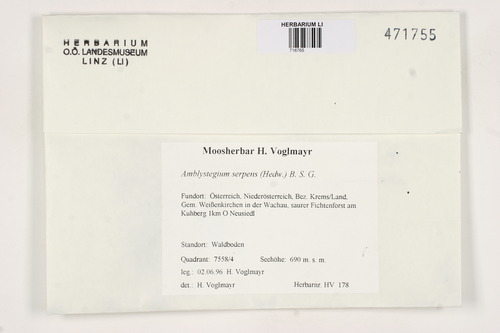 HERBARIUM
O.Ö. LANDESMUSEUM
LINZ (LI)
HERBARIUM LI
471755
Moosherbar H. Voglmayr
Amblystegium serpens (Hedw.) B. S. G.
Fundort: Österreich, Niederösterreich, Bez. Krems/Land,
Gem. Weißenkirchen in der Wachau, saurer Fichtenforst am
Kuhberg 1km O Neusiedl
Standort: Waldboden
Quadrant: 7558/4 Seehöhe: 690 m. s. m.
leg.: 02.06.96 H. Voglmayr
det.: H. Voglmayr Herbarnr. HV 178